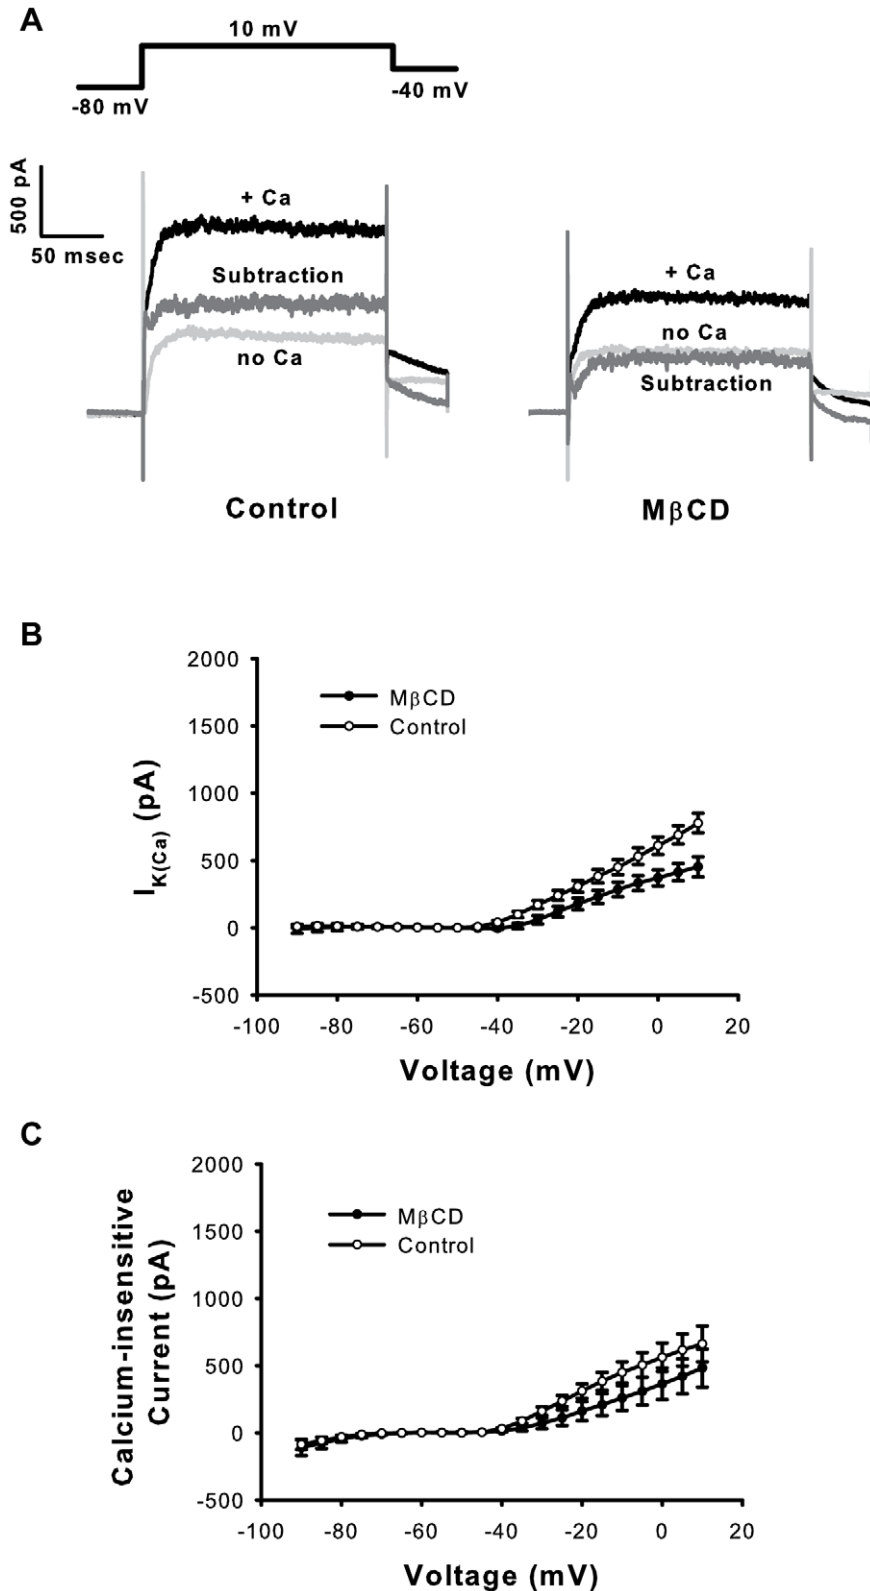 A
10 mV
-80 mV
-40 mV
500 pA
50 msec
+ Ca
Subtraction
no Ca
+ Ca
no Ca
Subtraction
Control
MβCD
B
2000
1500
1000
500
0
-500
MβCD
Control
I K(Ca) (pA)
-100 -80 -60 -40 -20 0 20
Voltage (mV)
C
2000
1500
1000
500
0
-500
MβCD
Control
Calcium-insensitive
Current (pA)
-100 -80 -60 -40 -20 0 20
Voltage (mV)